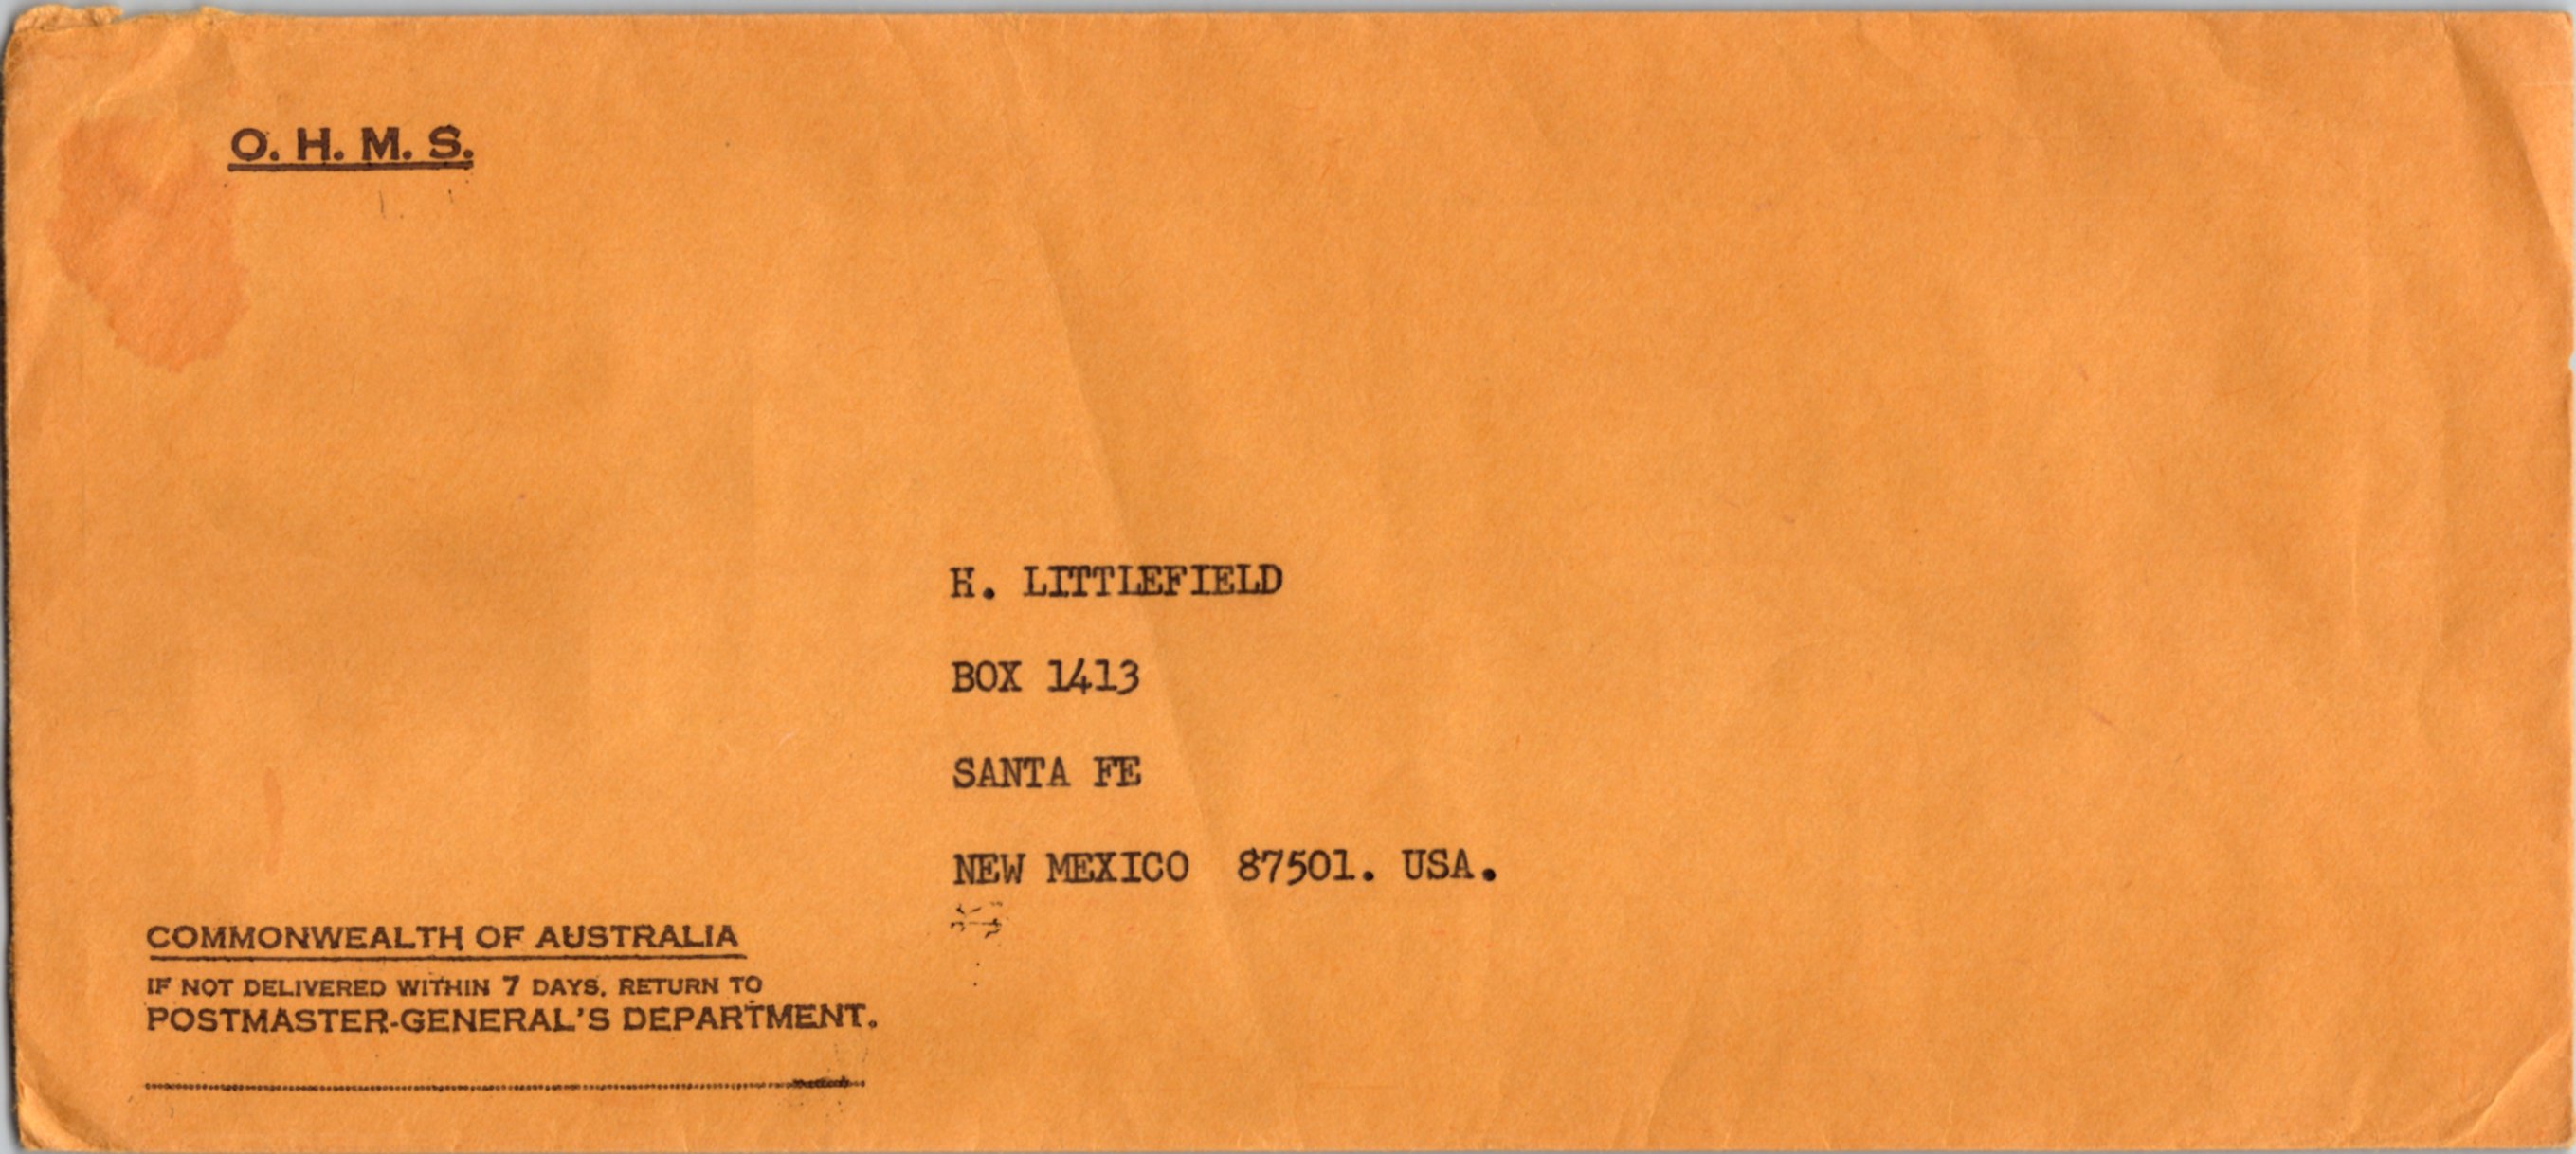 O. H. M. S.
H. LITTLEFIELD
BOX 1413
SANTA FE
NEW MEXICO 87501. USA.
COMMONWEALTH OF AUSTRALIA
IF NOT DELIVERED WITHIN 7 DAYS, RETURN TO
POSTMASTER-GENERAL'S DEPARTMENT.